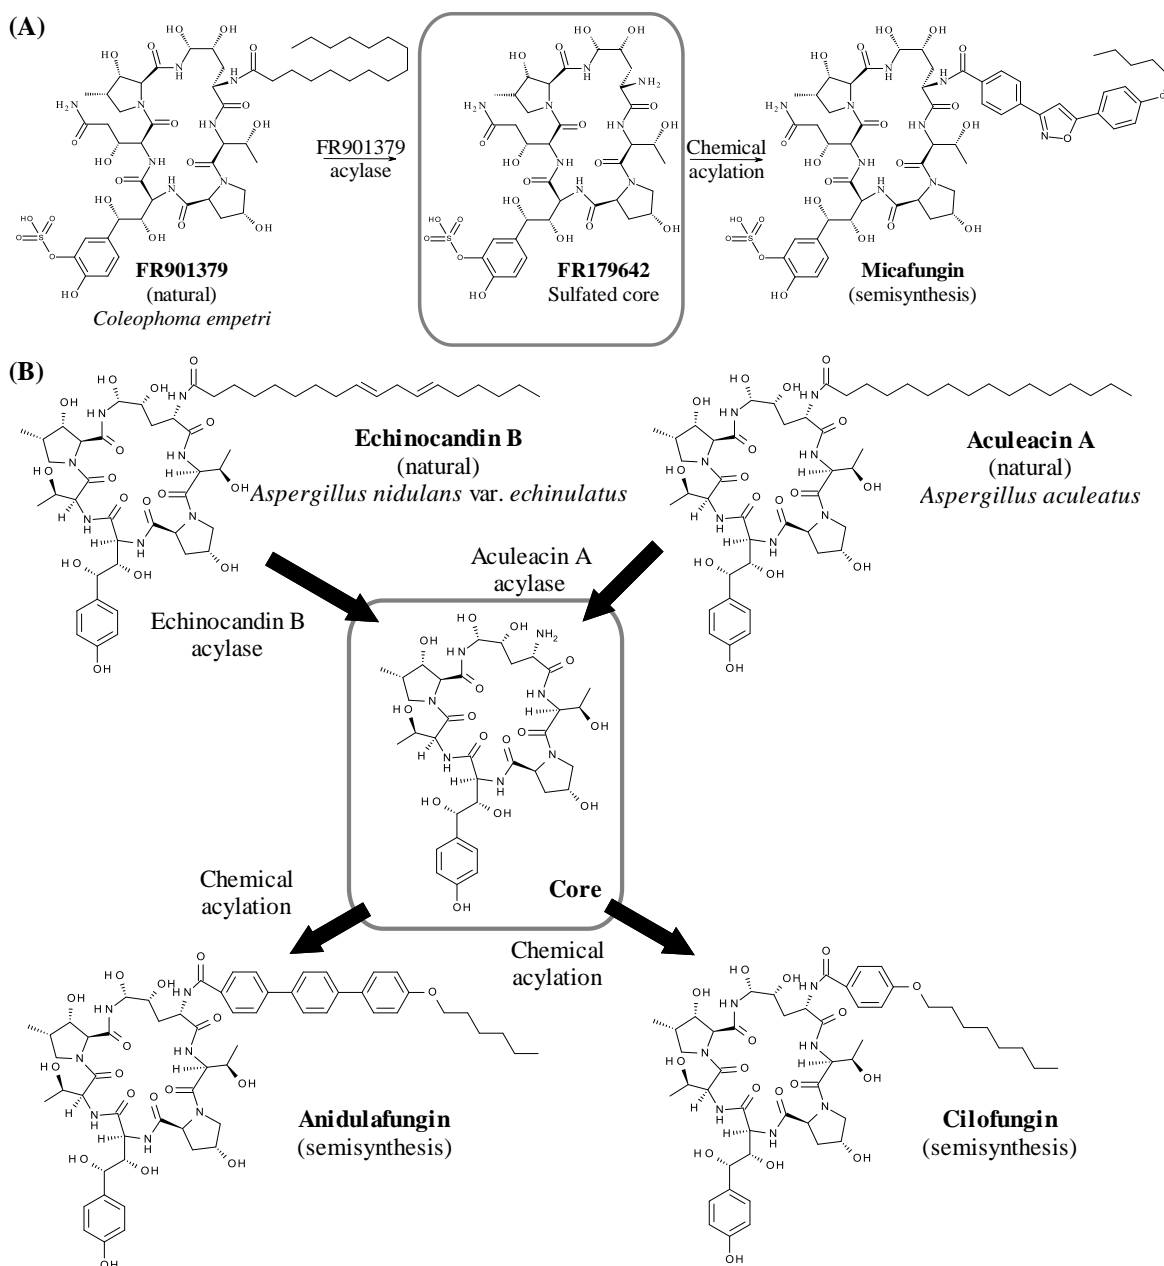 (A)
FR901379
acylase
Chemical
acylation
FR901379
(natural)
Coleophoma empetri
FR179642
Sulfated core
Micafungin
(semisynthesis)
(B)
Echinocandin B
(natural)
Aspergillus nidulans var. echinulatus
Aculeacin A
(natural)
Aspergillus aculeatus
Echinocandin B
acylase
Aculeacin A
acylase
Core
Chemical
acylation
Chemical
acylation
Anidulafungin
(semisynthesis)
Cilofungin
(semisynthesis)